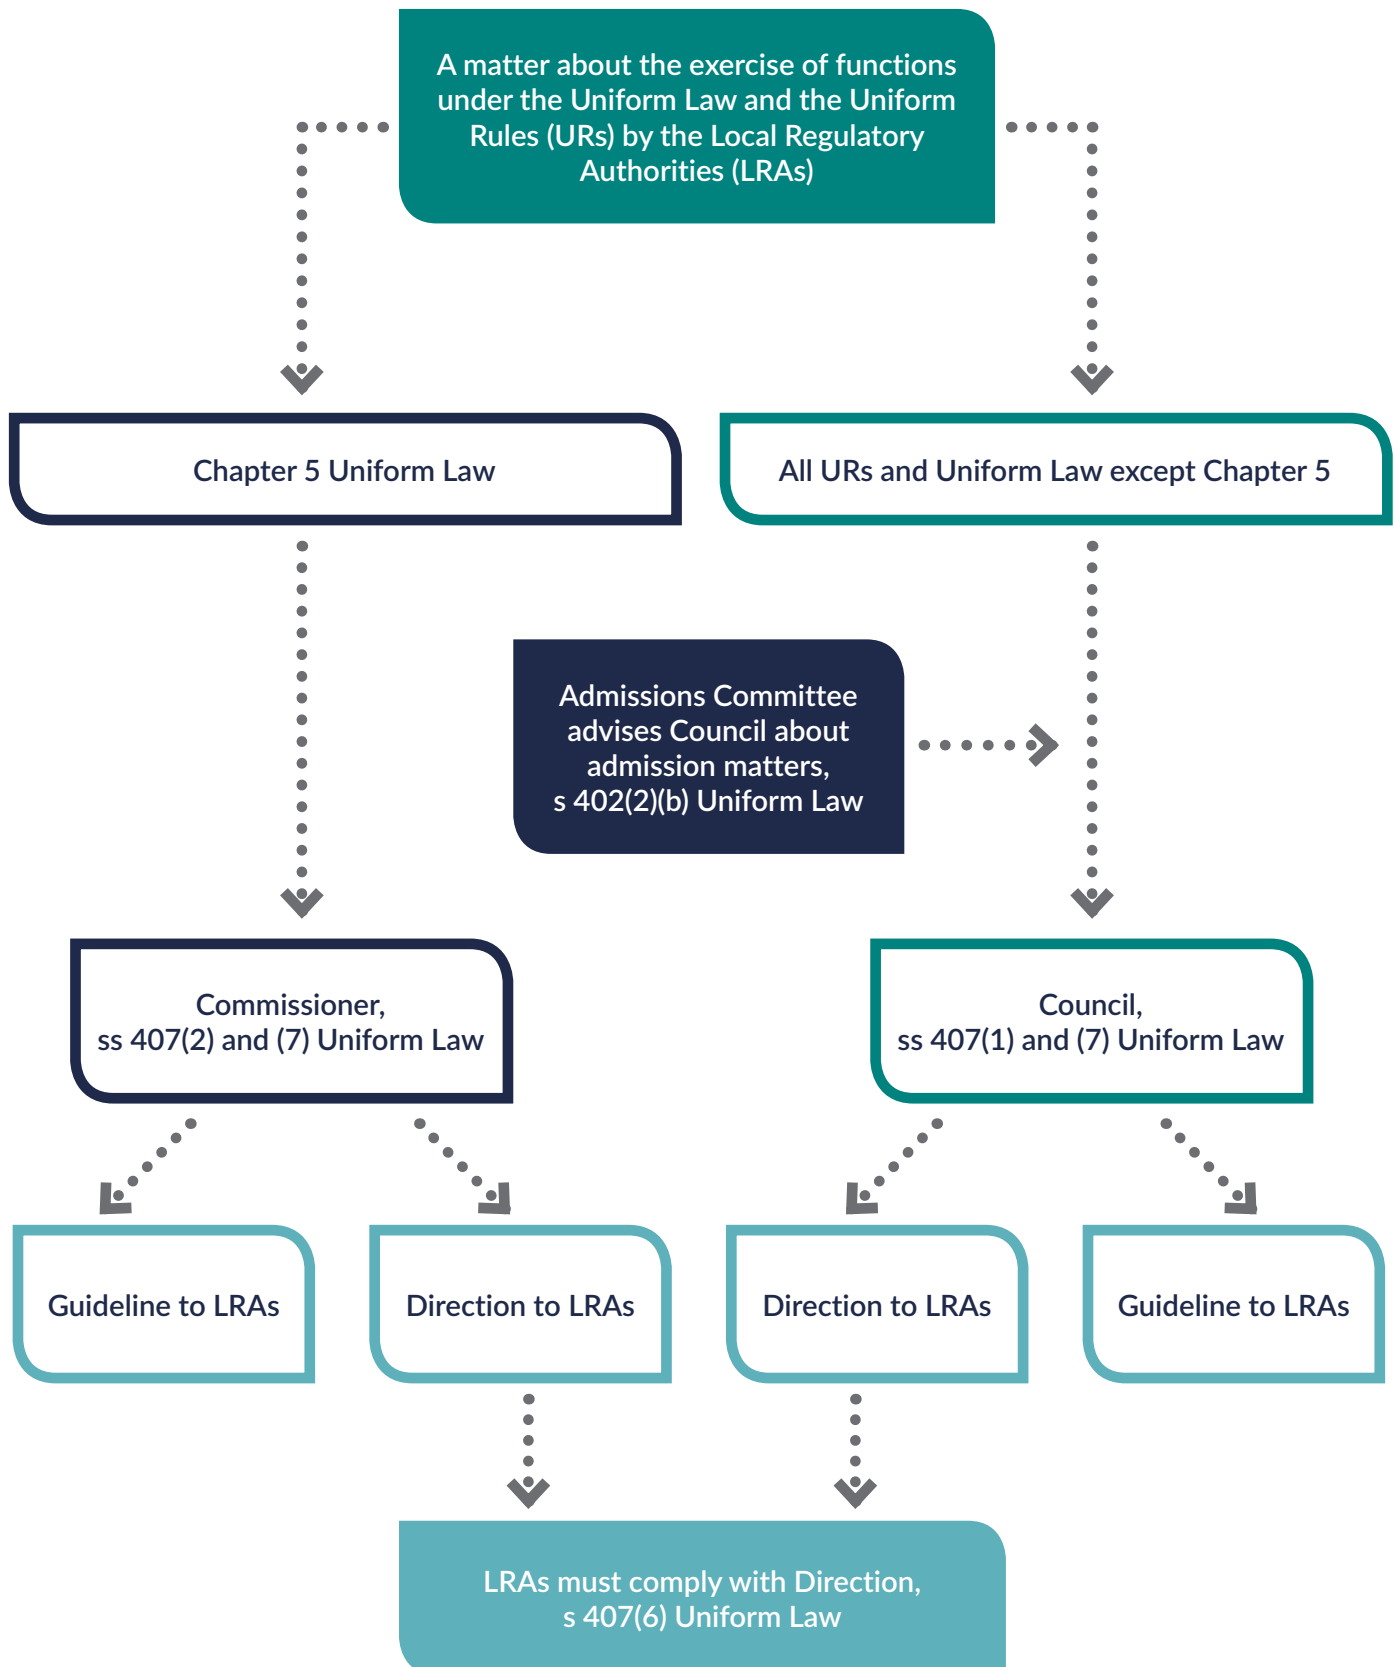 A matter about the exercise of functions
under the Uniform Law and the Uniform
Rules (URs) by the Local Regulatory
Authorities (LRAs)
Chapter 5 Uniform Law
All URs and Uniform Law except Chapter 5
Admissions Committee
advises Council about
admission matters,
s 402(2)(b) Uniform Law
Commissioner,
ss 407(2) and (7) Uniform Law
Council,
ss 407(1) and (7) Uniform Law
Guideline to LRAs
Direction to LRAs
Direction to LRAs
Guideline to LRAs
LRAs must comply with Direction,
s 407(6) Uniform Law